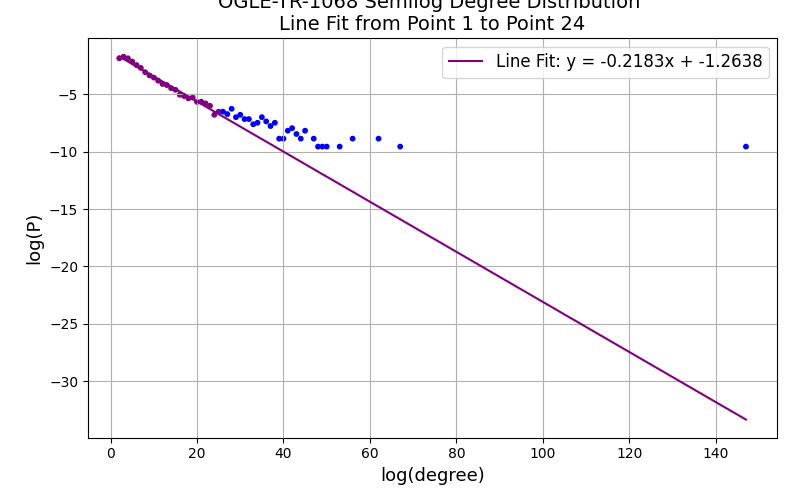 OGLE-TR-1068 Semilog Degree Distribution
Line Fit from Point 1 to Point 24
Line Fit: y = -0.2183x + -1.2638
log(P)
−5
−10
−15
−20
−25
−30
0 20 40 60 80 100 120 140
log(degree)